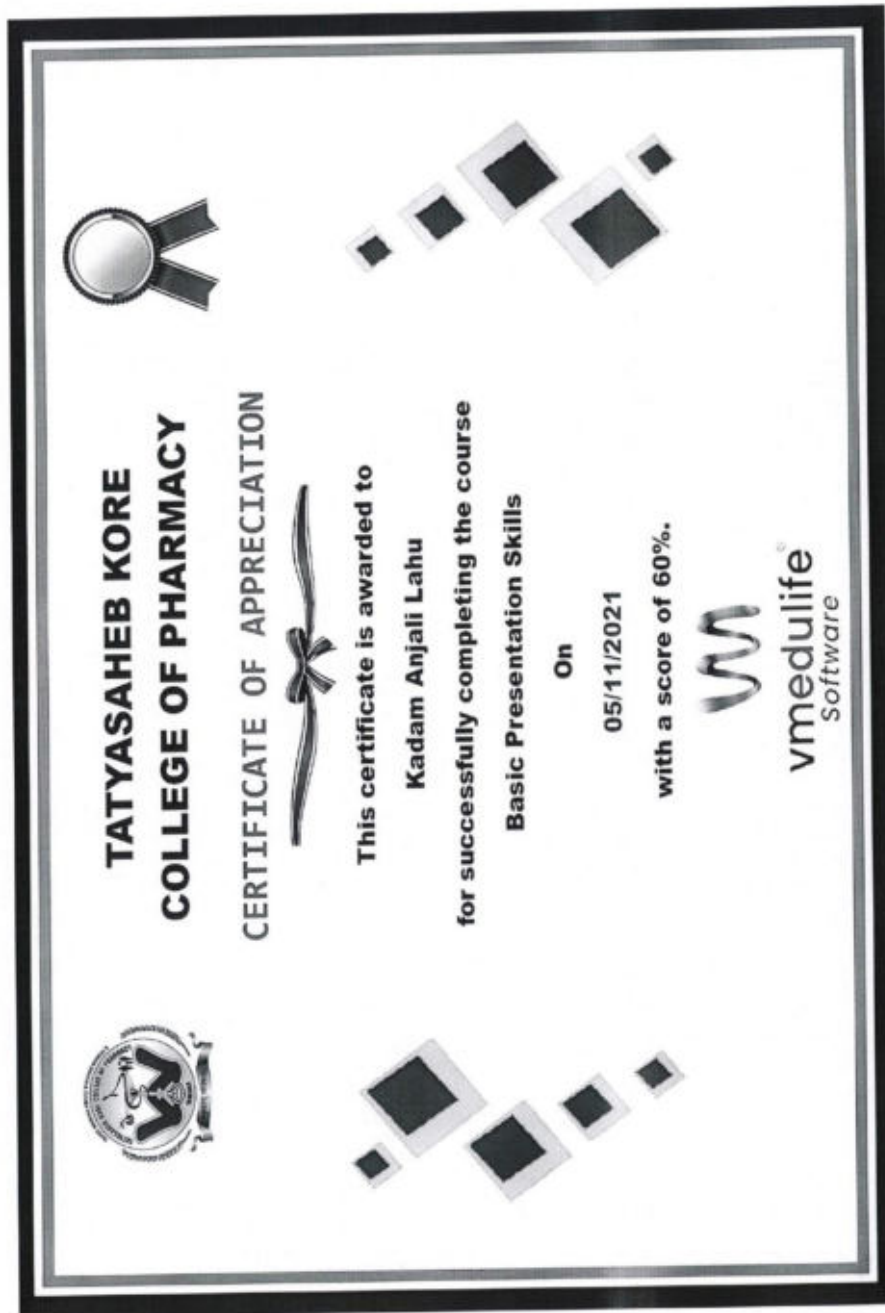 TATYASAHEB KORE
COLLEGE OF PHARMACY
CERTIFICATE OF APPRECIATION
This certificate is awarded to
Kadam Anjali Lahu
for successfully completing the course
Basic Presentation Skills
On
05/11/2021
with a score of 60%.
vmedulife
Software